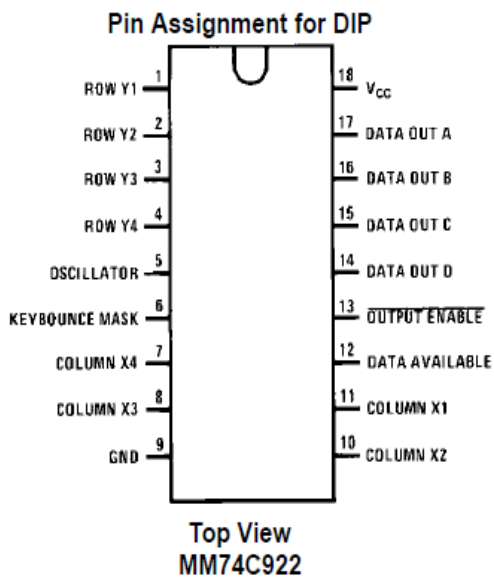 Pin Assignment for DIP
ROW Y1 1
ROW Y2 2
ROW Y3 3
ROW Y4 4
OSCILLATOR 5
KEYBOUNCE MASK 6
COLUMN X4 7
COLUMN X3 8
GND 9
18 VCC
17 DATA OUT A
16 DATA OUT B
15 DATA OUT C
14 DATA OUT D
13 OUTPUT ENABLE
12 DATA AVAILABLE
11 COLUMN X1
10 COLUMN X2
Top View
MM74C922